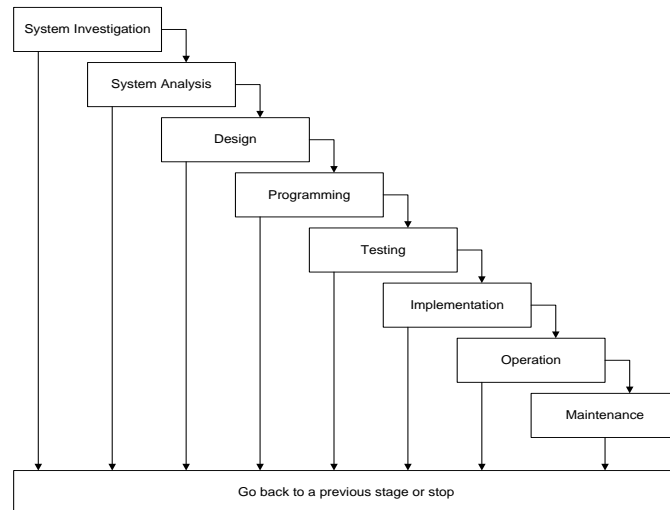 System Investigation
System Analysis
Design
Programming
Testing
Implementation
Operation
Maintenance
Go back to a previous stage or stop